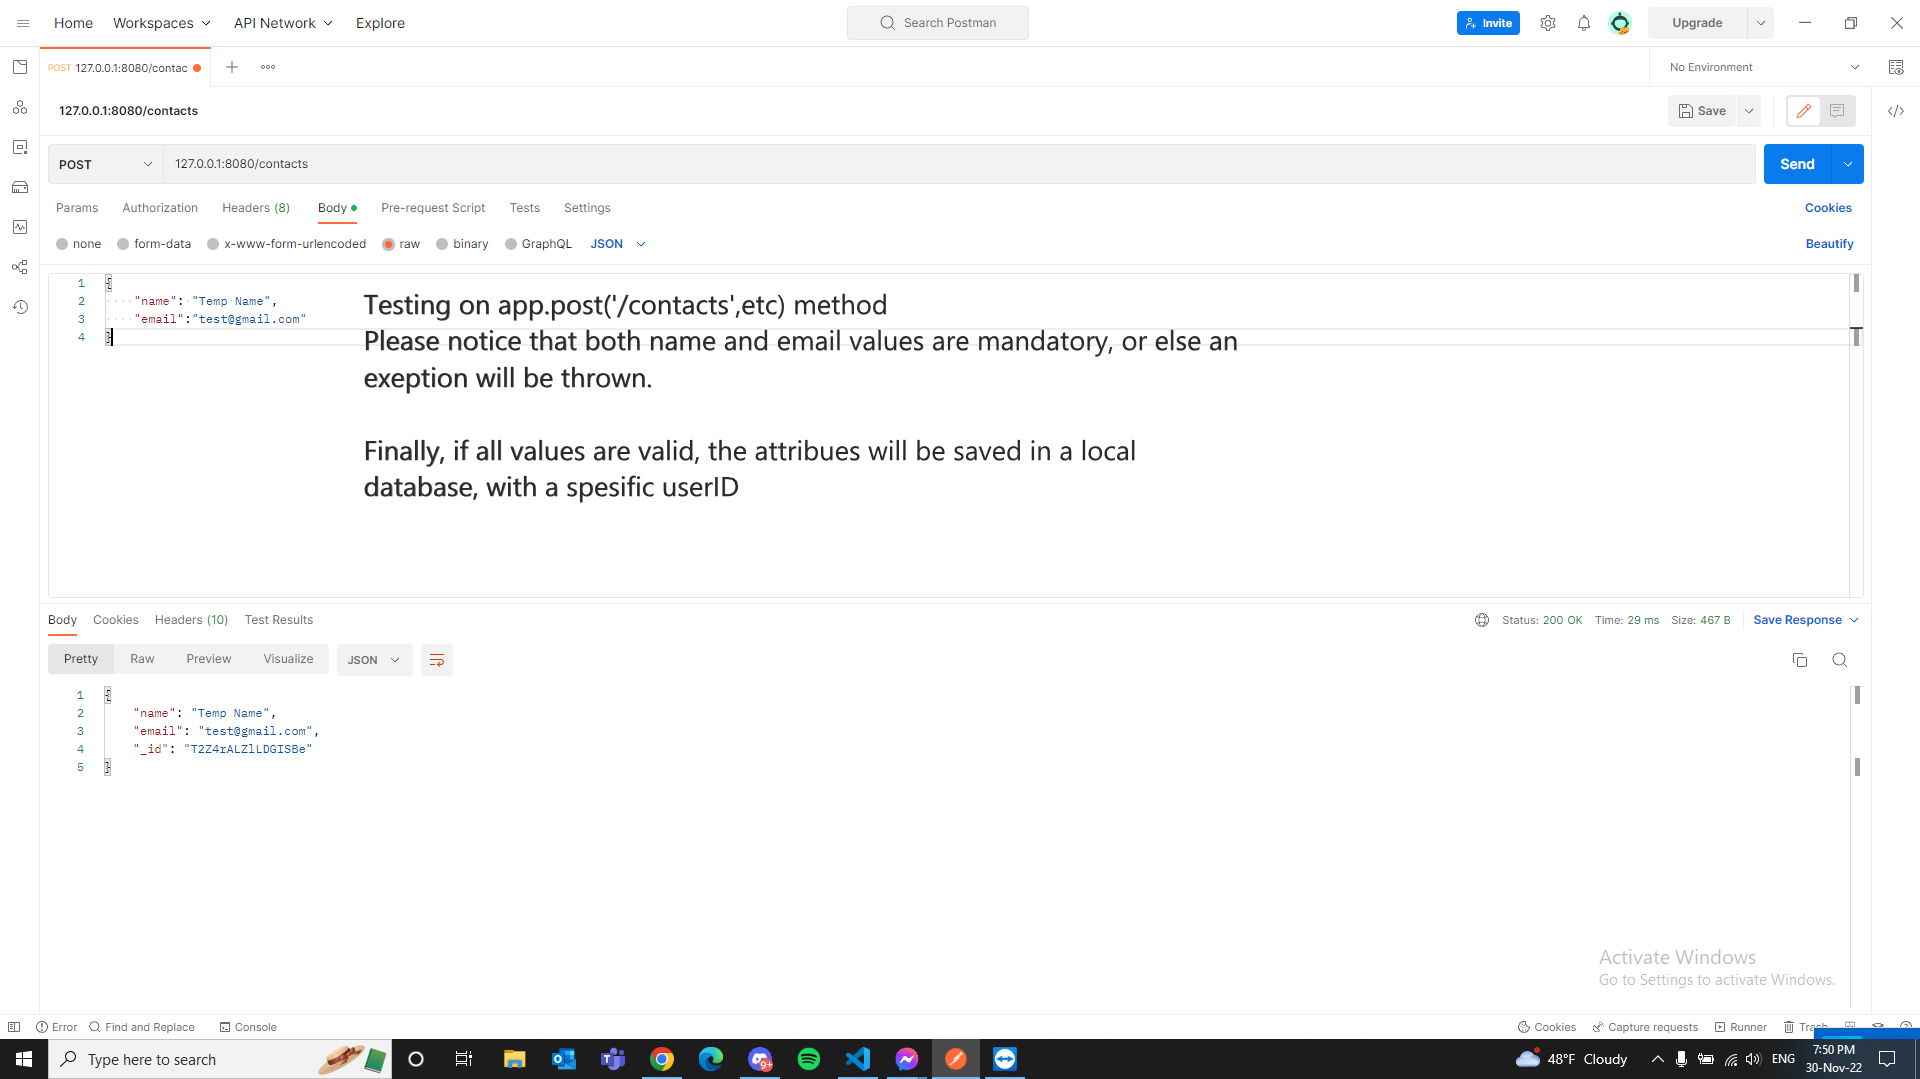 Home Workspaces API Network Explore
Search Postman
Invite
Upgrade
POST 127.0.0.1:8080/contac
No Environment
127.0.0.1:8080/contacts
Save
POST 127.0.0.1:8080/contacts
Send
Params Authorization Headers (8) Body Pre-request Script Tests Settings
Cookies
none form-data x-www-form-urlencoded raw binary GraphQL JSON
Beautify
1 {
2 "name": "Temp Name",
3 "email":"test@gmail.com"
4 }
Testing on app.post('/contacts',etc) method
Please notice that both name and email values are mandatory, or else an
exeption will be thrown.
Finally, if all values are valid, the attribues will be saved in a local
database, with a spesific userID
Body Cookies Headers (10) Test Results
Status: 200 OK Time: 29 ms Size: 467 B Save Response
Pretty Raw Preview Visualize JSON
1 {
2 "name": "Temp Name",
3 "email": "test@gmail.com",
4 "_id": "T2Z4rALZlLDGISBe"
5 }
Activate Windows
Go to Settings to activate Windows.
Error Find and Replace Console
Cookies Capture requests Runner Trash
Type here to search
9+
48°F Cloudy
ENG
7:50 PM
30-Nov-22